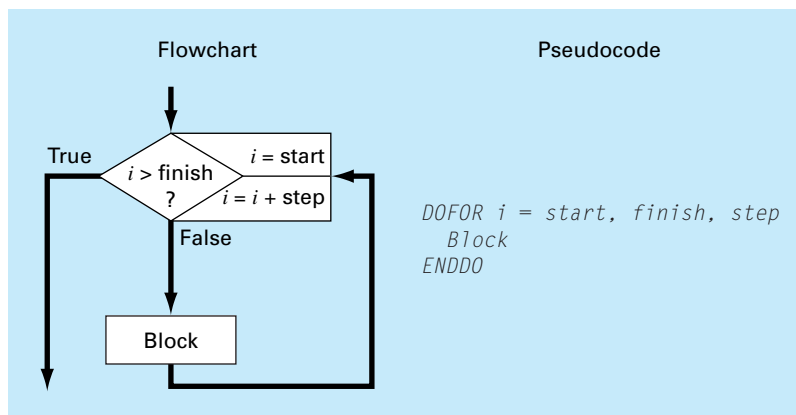 Flowchart
Pseudocode
True
i > finish
?
i = start
i = i + step
False
Block
DOFOR i = start, finish, step
Block
ENDDO